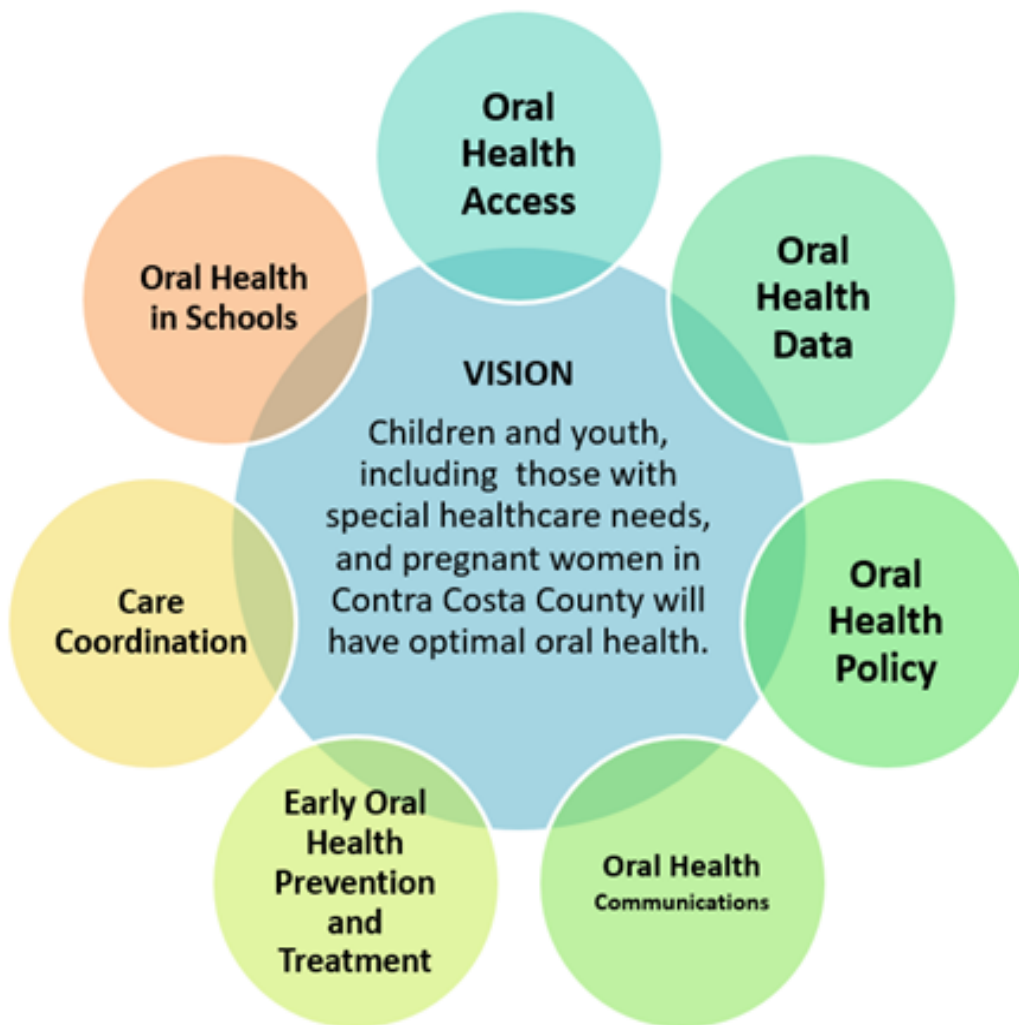 Oral
Health
Access
Oral
Health
Data
Oral
Health
Policy
Oral Health
Communications
Early Oral
Health
Prevention
and
Treatment
Care
Coordination
Oral Health
in Schools
VISION
Children and youth,
including  those with
special healthcare needs,
and pregnant women in
Contra Costa County will
have optimal oral health.